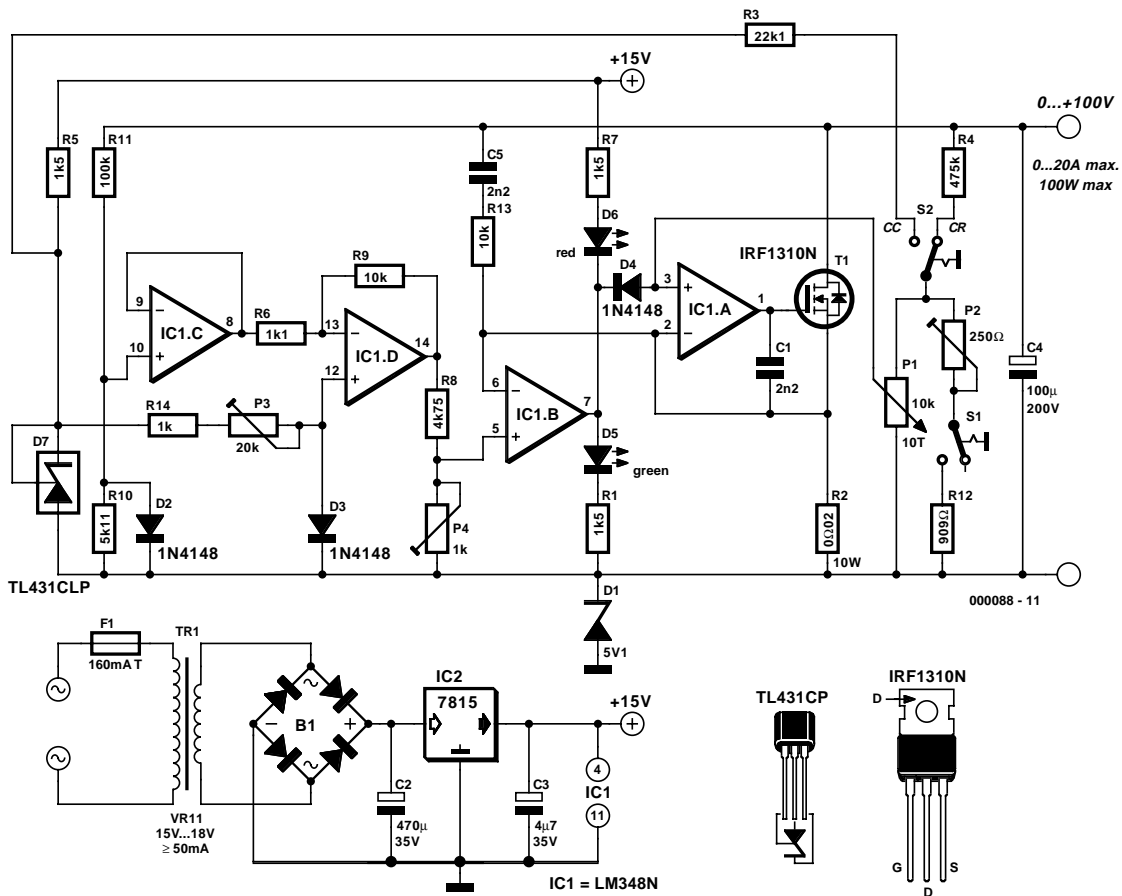 R3
22k1
+15V
0...+100V
R5
1k5
R11
100k
C5
2n2
R7
1k5
R4
475k
0...20A max.
100W max
R13
10k
D6
red
S2
CC
CR
R9
10k
D4
1N4148
IRF1310N
T1
9
8
10
IC1.C
R6
1k1
13
14
12
IC1.D
3
1
2
IC1.A
C1
2n2
P2
250Ω
P1
10k
10T
C4
100µ
200V
R8
4k75
6
7
5
IC1.B
S1
R14
1k
P3
20k
D7
D5
green
R10
5k11
D2
1N4148
D3
1N4148
P4
1k
R1
1k5
R2
0Ω02
10W
R12
909Ω
TL431CLP
D1
5V1
000088 - 11
F1
160mA T
TR1
IC2
7815
+15V
B1
C2
470µ
35V
C3
4µ7
35V
4
IC1
11
VR11
15V...18V
≥ 50mA
IC1 = LM348N
TL431CP
IRF1310N
D
G
S
D